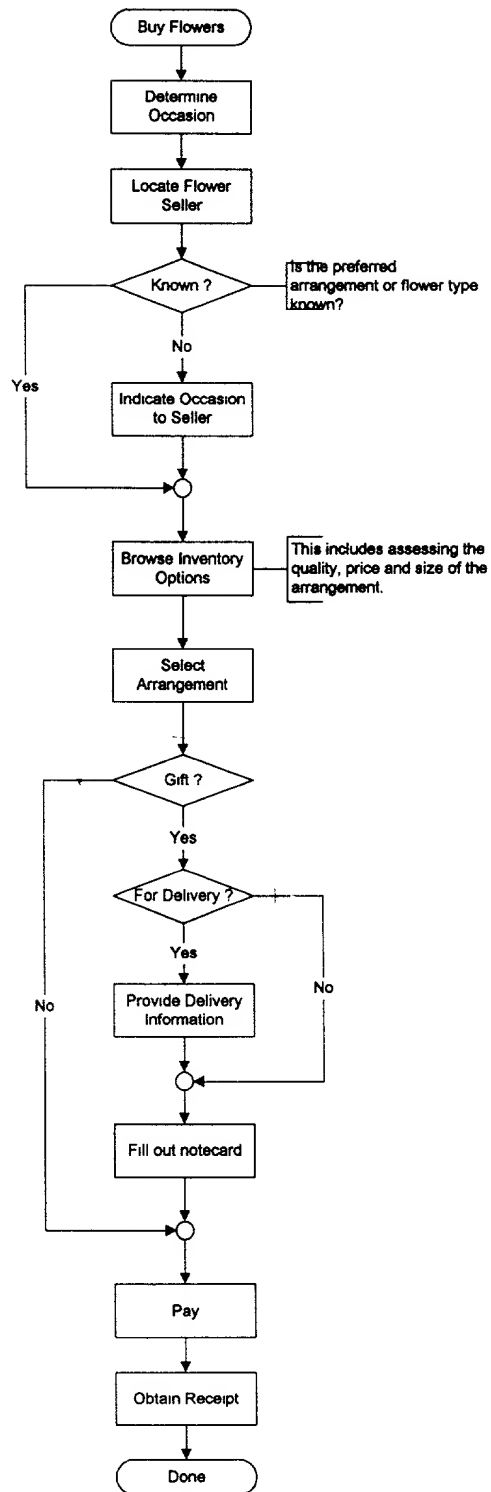 Buy Flowers
Determine
Occasion
Locate Flower
Seller
Known ?
Is the preferred
arrangement or flower type
known?
No
Yes
Indicate Occasion
to Seller
Browse Inventory
Options
This includes assessing the
quality, price and size of the
arrangement.
Select
Arrangement
Gift ?
Yes
For Delivery ?
Yes
No
No
Provide Delivery
Information
Fill out notecard
Pay
Obtain Receipt
Done